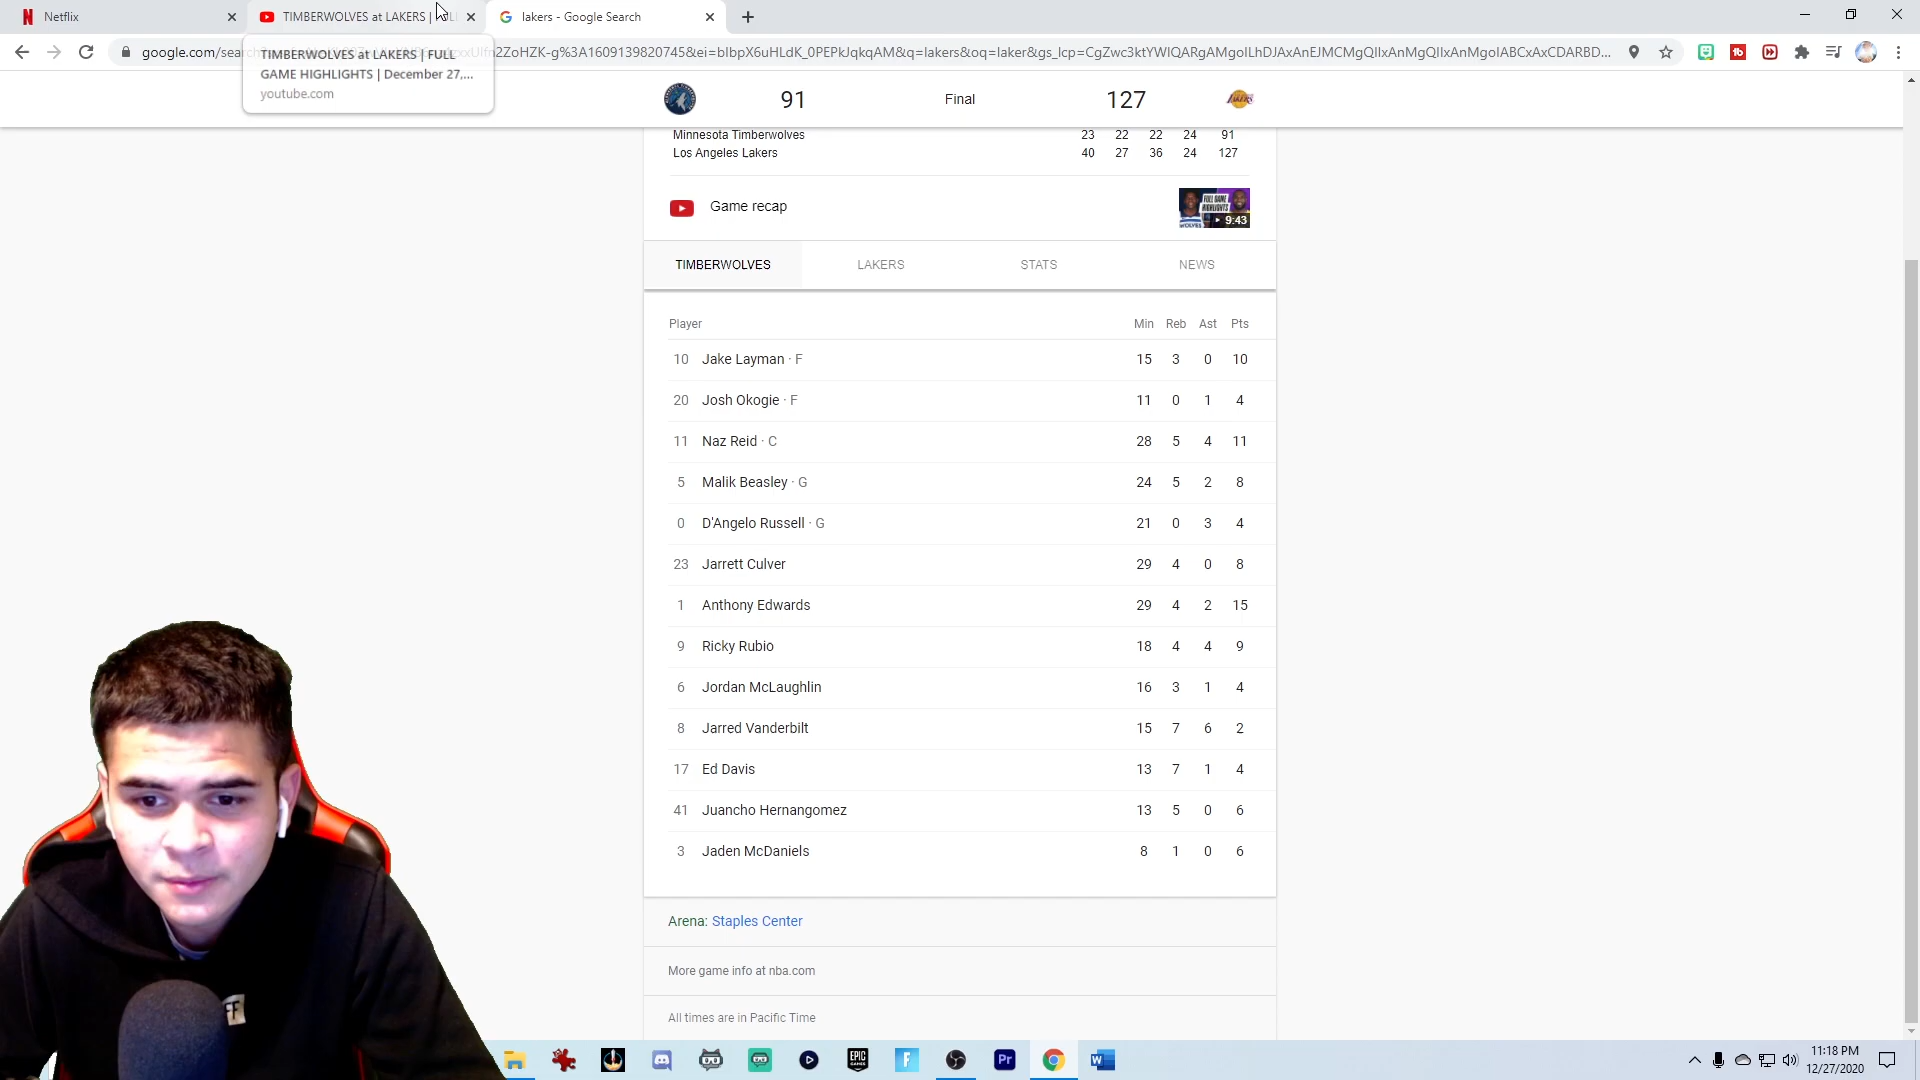 Netflix
TIMBERWOLVES at LAKERS |
lakers - Google Search
TIMBERWOLVES at LAKERS | FULL
GAME HIGHLIGHTS | December 27,...
youtube.com
91 Final 127
Minnesota Timberwolves 23 22 22 24 91
Los Angeles Lakers 40 27 36 24 127
Game recap
FULL GAME HIGHLIGHTS
9:43
TIMBERWOLVES LAKERS STATS NEWS
Player Min Reb Ast Pts
10 Jake Layman · F 15 3 0 10
20 Josh Okogie · F 11 0 1 4
11 Naz Reid · C 28 5 4 11
5 Malik Beasley · G 24 5 2 8
0 D'Angelo Russell · G 21 0 3 4
23 Jarrett Culver 29 4 0 8
1 Anthony Edwards 29 4 2 15
9 Ricky Rubio 18 4 4 9
6 Jordan McLaughlin 16 3 1 4
8 Jarred Vanderbilt 15 7 6 2
17 Ed Davis 13 7 1 4
41 Juancho Hernangomez 13 5 0 6
3 Jaden McDaniels 8 1 0 6
Arena: Staples Center
More game info at nba.com
All times are in Pacific Time
11:18 PM
12/27/2020